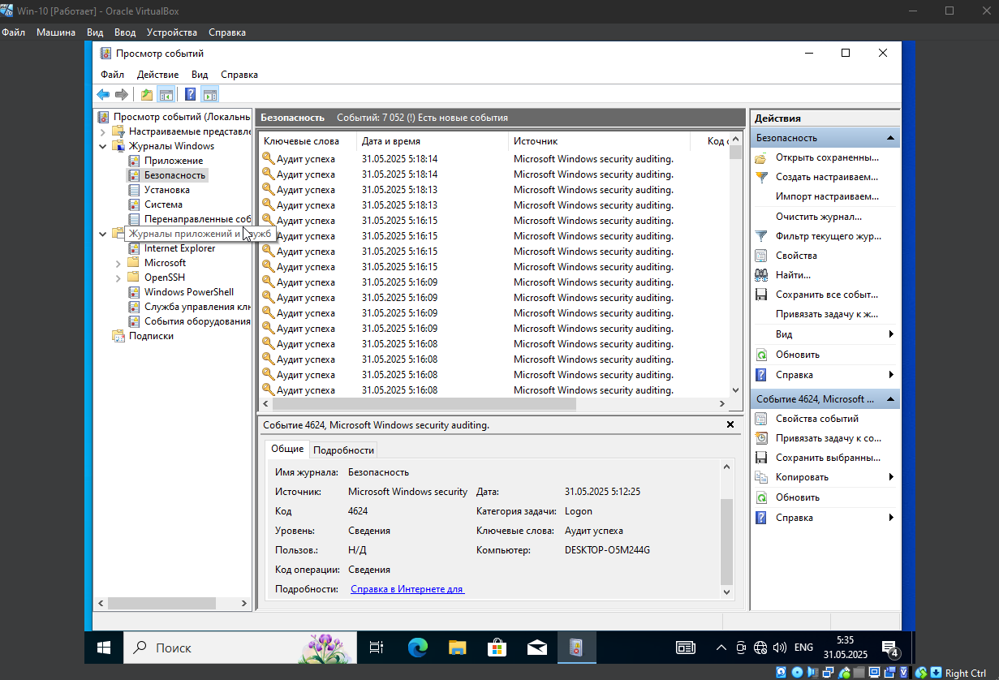 Win-10 [Работает] - Oracle VirtualBox
Файл Машина Вид Ввод Устройства Справка
Просмотр событий
Файл Действие Вид Справка
Просмотр событий (Локальнь
Настраиваемые представле
Журналы Windows
Приложение
Безопасность
Установка
Система
Перенаправленные соб
Журналы приложений и служб
Internet Explorer
Microsoft
OpenSSH
Windows PowerShell
Служба управления клн
События оборудования
Подписки
Безопасность Событий: 7 052 (!) Есть новые события
Ключевые слова Дата и время Источник Код с
Аудит успеха 31.05.2025 5:18:14 Microsoft Windows security auditing.
Аудит успеха 31.05.2025 5:18:14 Microsoft Windows security auditing.
Аудит успеха 31.05.2025 5:18:13 Microsoft Windows security auditing.
Аудит успеха 31.05.2025 5:18:13 Microsoft Windows security auditing.
Аудит успеха 31.05.2025 5:16:15 Microsoft Windows security auditing.
Аудит успеха 31.05.2025 5:16:15 Microsoft Windows security auditing.
Аудит успеха 31.05.2025 5:16:15 Microsoft Windows security auditing.
Аудит успеха 31.05.2025 5:16:15 Microsoft Windows security auditing.
Аудит успеха 31.05.2025 5:16:09 Microsoft Windows security auditing.
Аудит успеха 31.05.2025 5:16:09 Microsoft Windows security auditing.
Аудит успеха 31.05.2025 5:16:09 Microsoft Windows security auditing.
Аудит успеха 31.05.2025 5:16:09 Microsoft Windows security auditing.
Аудит успеха 31.05.2025 5:16:08 Microsoft Windows security auditing.
Аудит успеха 31.05.2025 5:16:08 Microsoft Windows security auditing.
Аудит успеха 31.05.2025 5:16:08 Microsoft Windows security auditing.
Аудит успеха 31.05.2025 5:16:08 Microsoft Windows security auditing.
Событие 4624, Microsoft Windows security auditing.
Общие Подробности
Имя журнала: Безопасность
Источник: Microsoft Windows security Дата: 31.05.2025 5:12:25
Код 4624 Категория задачи: Logon
Уровень: Сведения Ключевые слова: Аудит успеха
Пользов.: Н/Д Компьютер: DESKTOP-O5M244G
Код операции: Сведения
Подробности: Справка в Интернете для
Действия
Безопасность
Открыть сохраненны...
Создать настраиваем...
Импорт настраиваем...
Очистить журнал...
Фильтр текущего жур...
Свойства
Найти...
Сохранить все событ...
Привязать задачу к ж...
Вид
Обновить
Справка
Событие 4624, Microsoft ...
Свойства событий
Привязать задачу к со...
Сохранить выбранны...
Копировать
Обновить
Справка
Поиск
ENG
5:35
31.05.2025
4
Right Ctrl